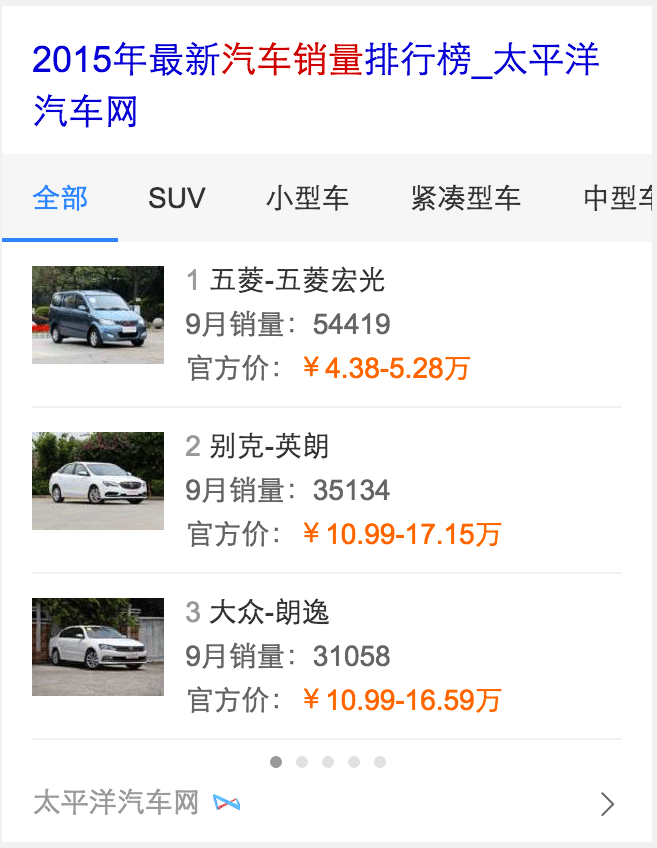 2015年最新汽车销量排行榜_太平洋
汽车网
全部 SUV 小型车 紧凑型车 中型车
1 五菱-五菱宏光
9月销量：54419
官方价：￥4.38-5.28万
2 别克-英朗
9月销量：35134
官方价：￥10.99-17.15万
3 大众-朗逸
9月销量：31058
官方价：￥10.99-16.59万
太平洋汽车网